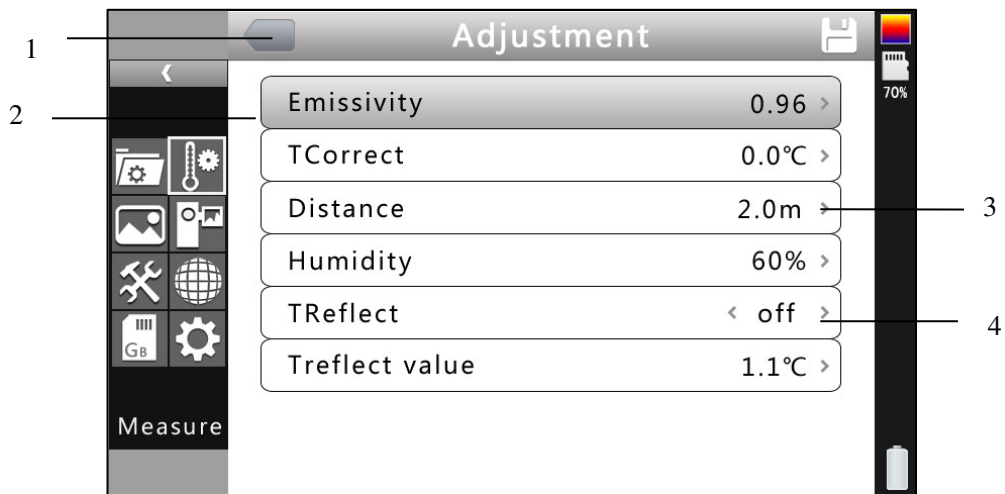 1
Adjustment
70%
2
Emissivity 0.96 >
TCorrect 0.0℃ >
Distance 2.0m >
3
Humidity 60% >
TReflect < off >
4
Treflect value 1.1℃ >
GB
Measure